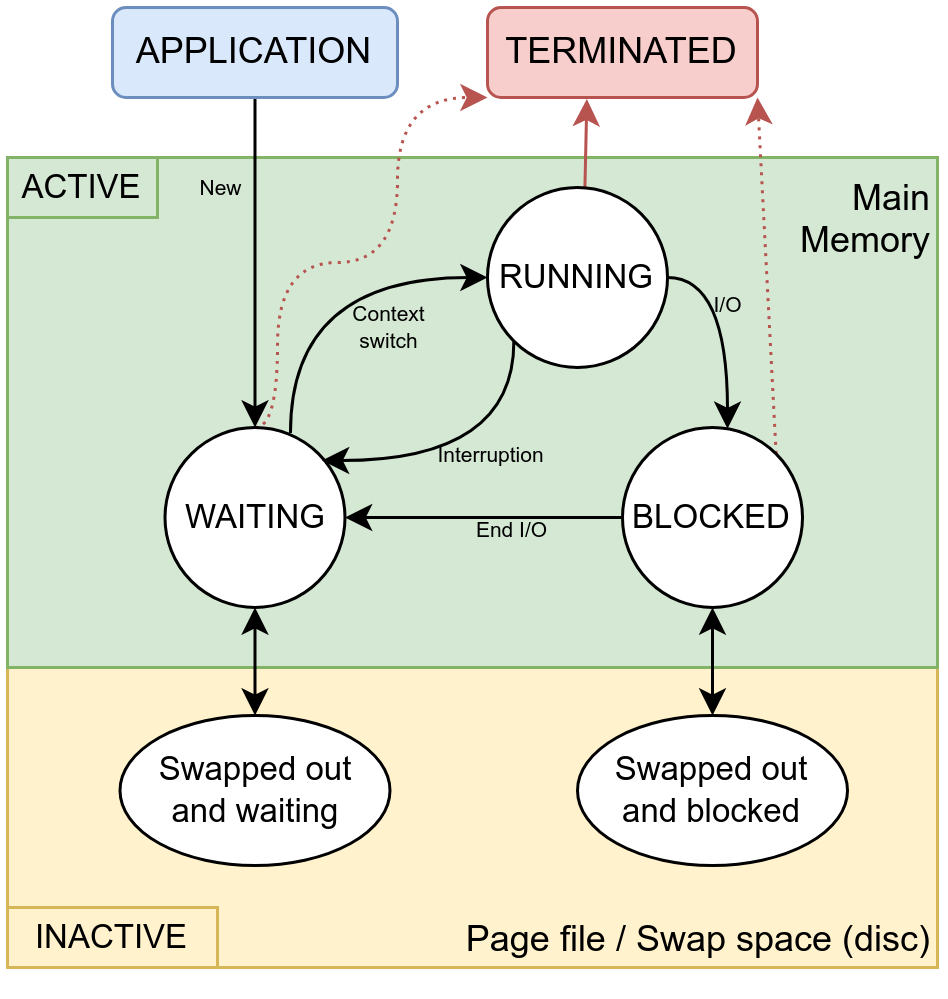 APPLICATION
TERMINATED
ACTIVE
New
Main
Memory
RUNNING
Context
switch
I/O
Interruption
WAITING
BLOCKED
End I/O
Swapped out
and waiting
Swapped out
and blocked
INACTIVE
Page file / Swap space (disc)